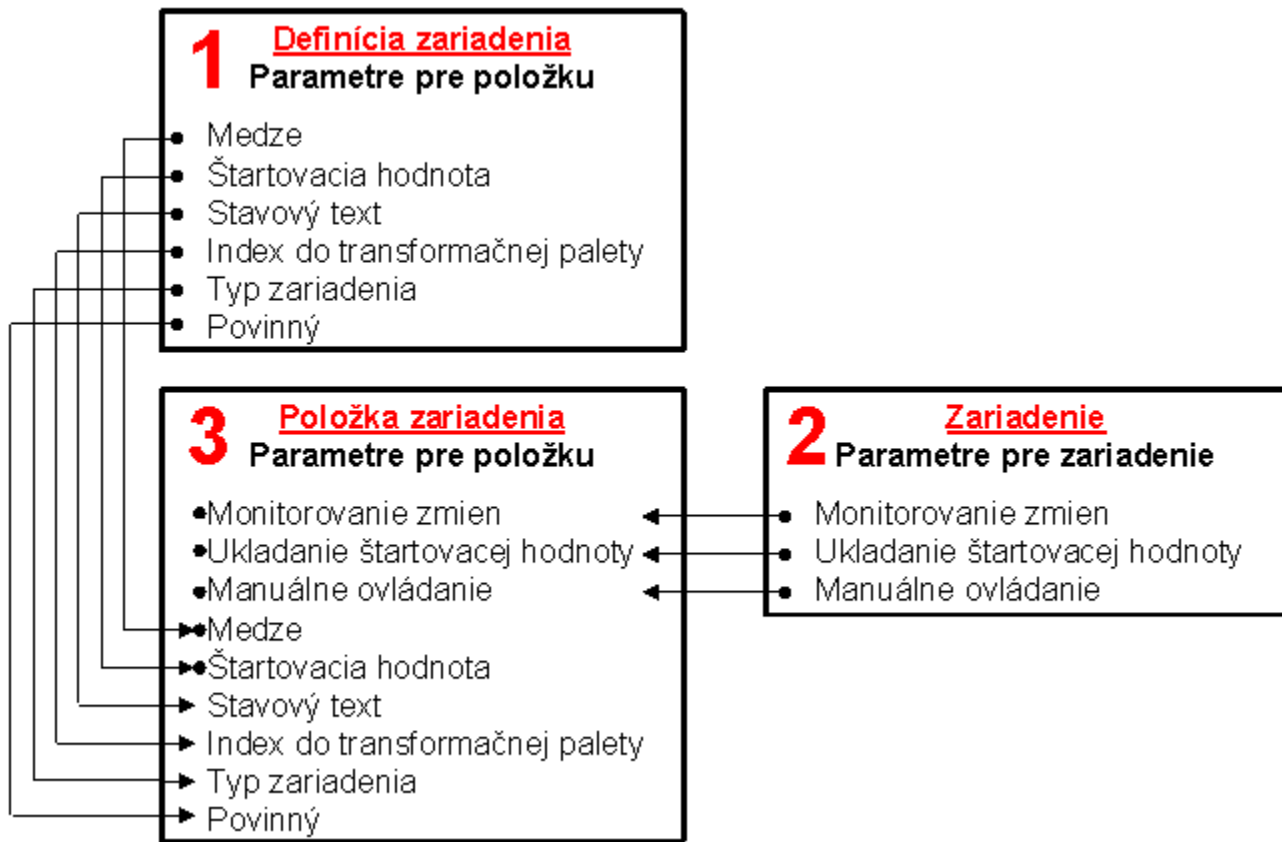 1 Definícia zariadenia
Parametre pre položku
Medze
Štartovacia hodnota
Stavový text
Index do transformačnej palety
Typ zariadenia
Povinný
3 Položka zariadenia
Parametre pre položku
Monitorovanie zmien
Ukladanie štartovacej hodnoty
Manuálne ovládanie
Medze
Štartovacia hodnota
Stavový text
Index do transformačnej palety
Typ zariadenia
Povinný
2 Zariadenie
Parametre pre zariadenie
Monitorovanie zmien
Ukladanie štartovacej hodnoty
Manuálne ovládanie